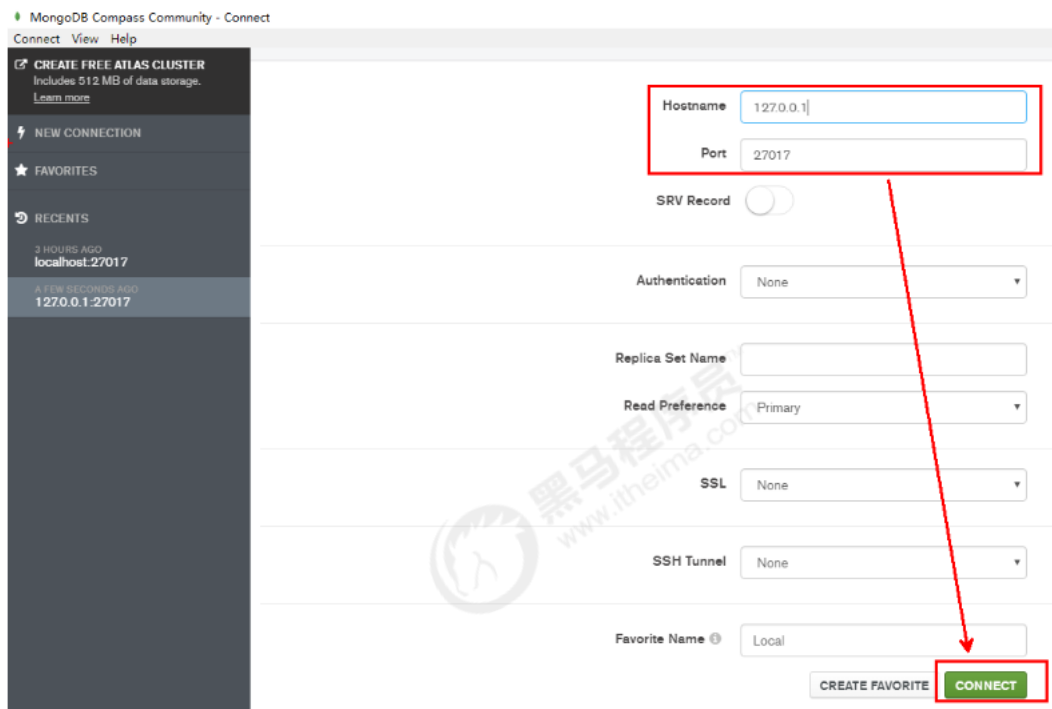 MongoDB Compass Community - Connect
Connect View Help
CREATE FREE ATLAS CLUSTER
Includes 512 MB of data storage.
Learn more
NEW CONNECTION
FAVORITES
RECENTS
3 HOURS AGO
localhost:27017
A FEW SECONDS AGO
127.0.0.1:27017
Hostname 127.0.0.1
Port 27017
SRV Record
Authentication None
Replica Set Name
Read Preference Primary
SSL None
SSH Tunnel None
Favorite Name Local
CREATE FAVORITE CONNECT
黑马程序员
www.itheima.com